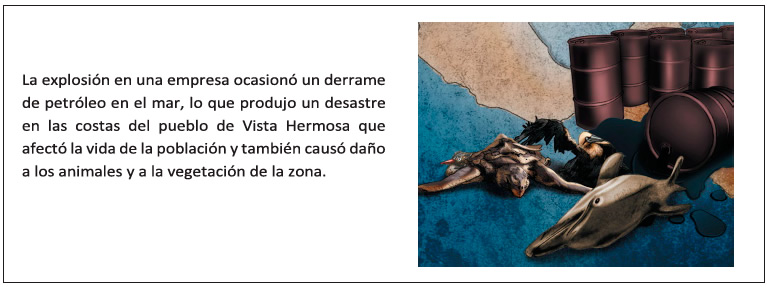 La explosión en una empresa ocasionó un derrame
de petróleo en el mar, lo que produjo un desastre
en las costas del pueblo de Vista Hermosa que
afectó la vida de la población y también causó daño
a los animales y a la vegetación de la zona.